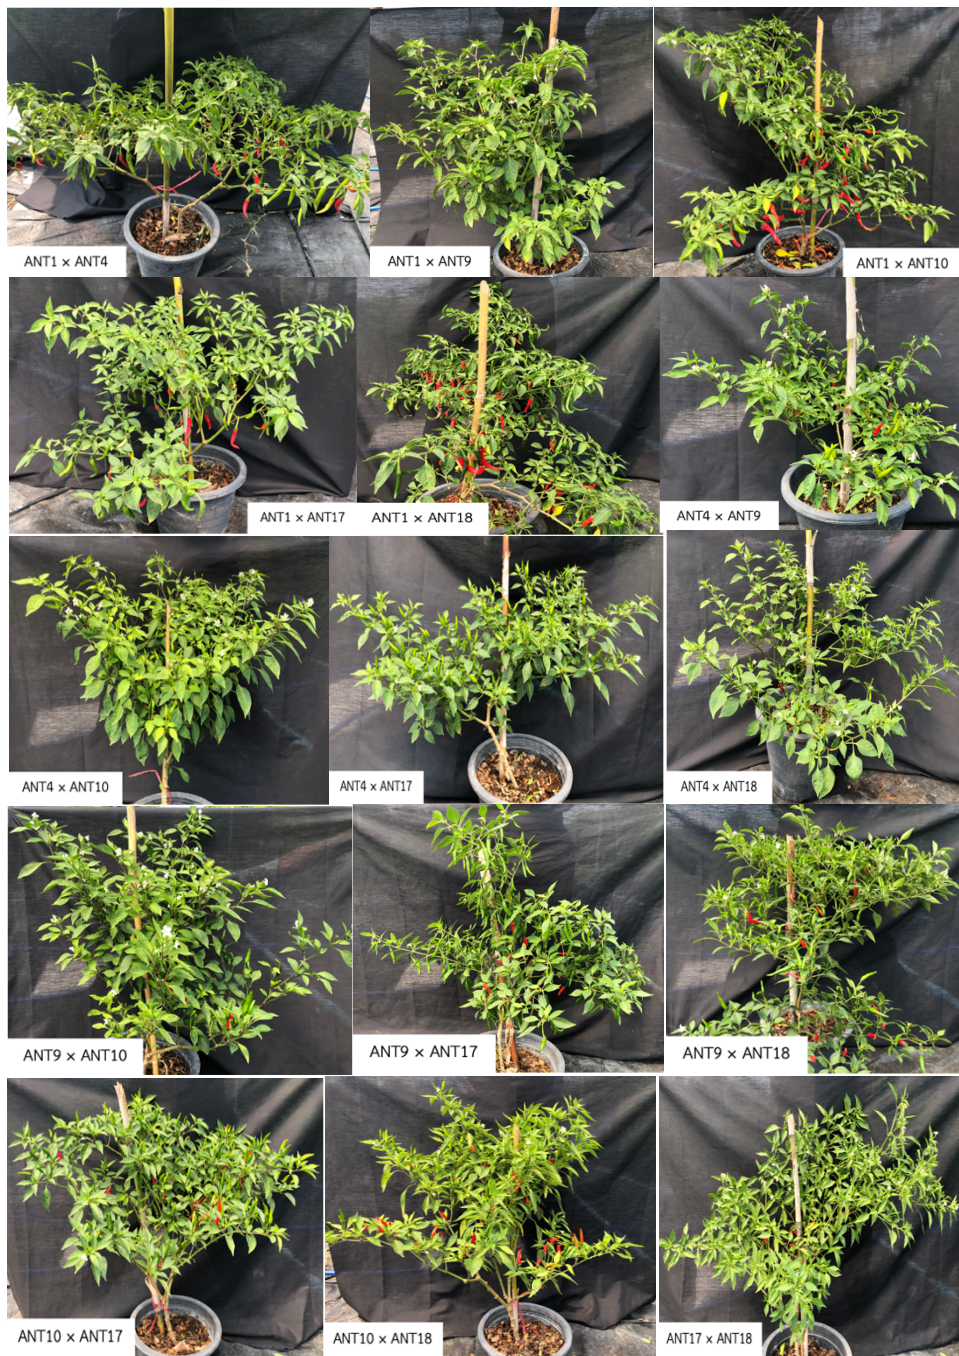 ANT1 × ANT4
ANT1 × ANT9
ANT1 × ANT10
ANT1 × ANT17
ANT1 × ANT18
ANT4 × ANT9
ANT4 × ANT10
ANT4 × ANT17
ANT4 × ANT18
ANT9 × ANT10
ANT9 × ANT17
ANT9 × ANT18
ANT10 × ANT17
ANT10 × ANT18
ANT17 × ANT18